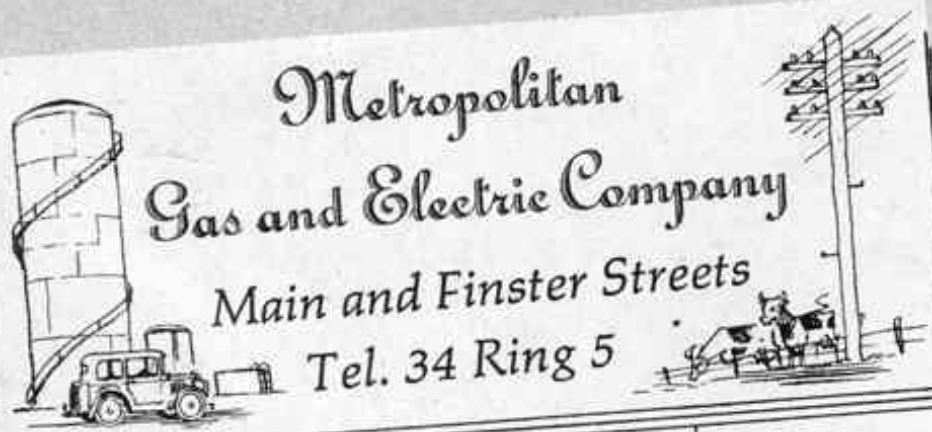 Metropolitan
Gas and Electric Company
Main and Finster Streets
Tel. 34 Ring 5